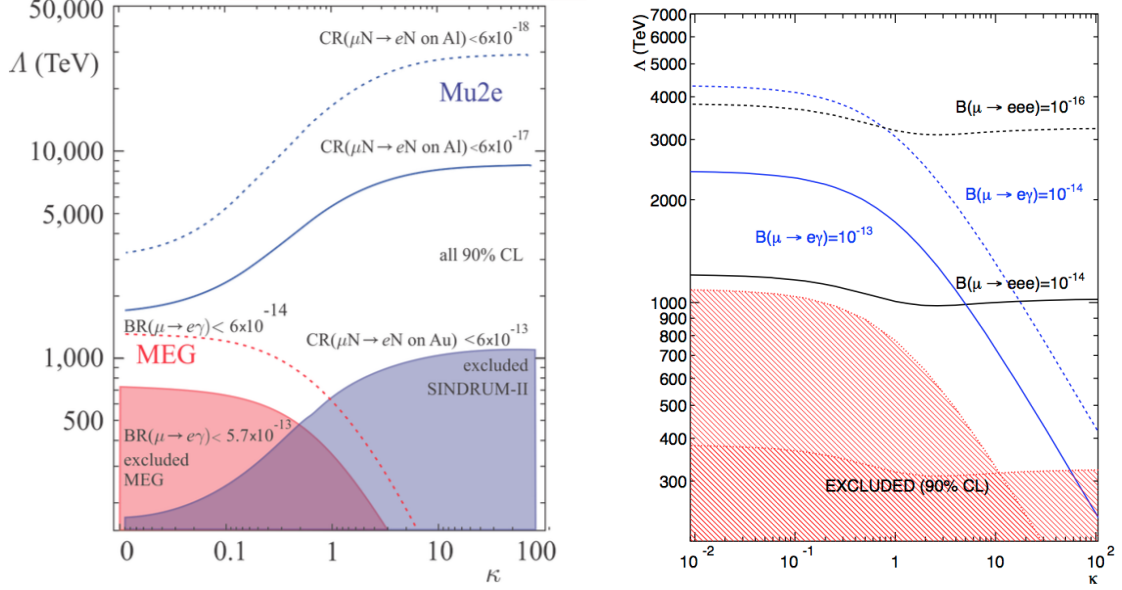 50,000
Λ (TeV)
10,000
5,000
1,000
500
0
0.1
1
10
100
κ
CR(μN→eN on Al)<6x10⁻¹⁸
Mu2e
CR(μN→eN on Al)<6x10⁻¹⁷
all 90% CL
BR(μ→eγ)<6x10⁻¹⁴
MEG
CR(μN→eN on Au) <6x10⁻¹³
excluded
SINDRUM-II
BR(μ→eγ)<5.7x10⁻¹³
excluded
MEG
7000
Λ (TeV)
5000
4000
3000
2000
1000
900
800
700
600
500
400
300
B(μ → eee)=10⁻¹⁶
B(μ → eγ)=10⁻¹⁴
B(μ → eγ)=10⁻¹³
B(μ → eee)=10⁻¹⁴
EXCLUDED (90% CL)
10⁻²
10⁻¹
1
10
10²
κ